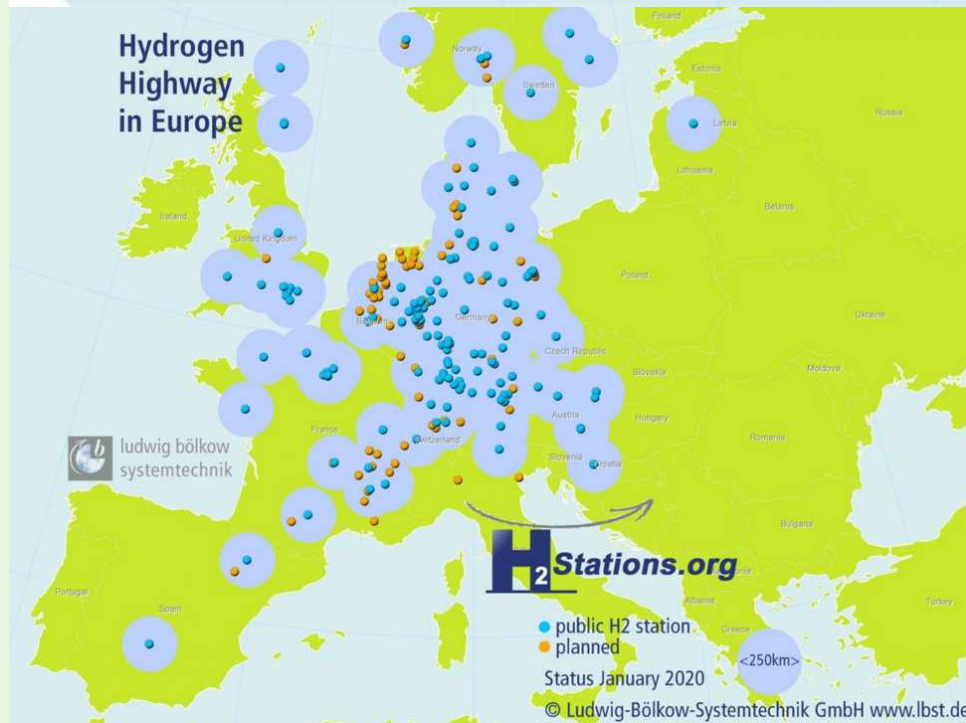 Hydrogen
Highway
in Europe
Finland
Norway
Sweden
Estonia
Latvia
Russia
Lithuania
Belarus
Ireland
United Kingdom
Poland
Germany
Ukraine
Czech Republic
Slovakia
Moldova
Austria
Hungary
France
Switzerland
Slovenia
Croatia
Romania
ludwig bölkow
systemtechnik
Bulgaria
H2Stations.org
Portugal
Spain
Albania
Turkey
Greece
public H2 station
planned
<250km>
Status January 2020
© Ludwig-Bölkow-Systemtechnik GmbH www.lbst.de